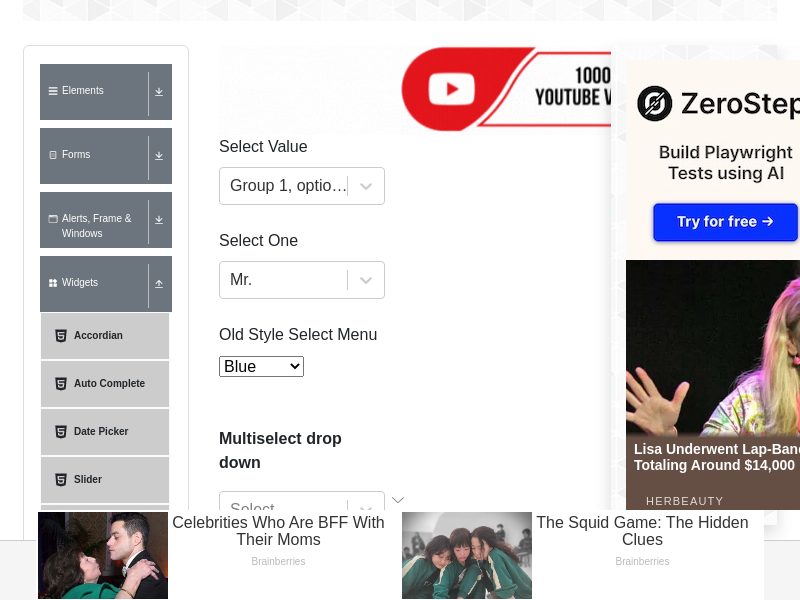 Elements
Forms
Alerts, Frame &
Windows
Widgets
Accordian
Auto Complete
Date Picker
Slider
1000
YOUTUBE V
Select Value
Group 1, optio...
Select One
Mr.
Old Style Select Menu
Blue
Multiselect drop
down
Select...
ZeroStep
Build Playwright
Tests using AI
Try for free →
Lisa Underwent Lap-Ban
Totaling Around $14,000
HERBEAUTY
Celebrities Who Are BFF With
Their Moms
Brainberries
The Squid Game: The Hidden
Clues
Brainberries